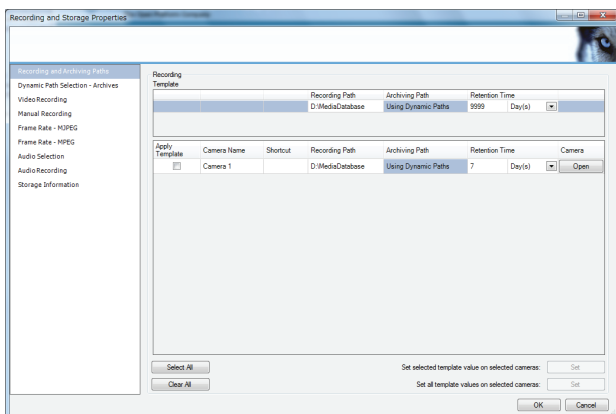 Recording and Storage Properties
Recording and Archiving Paths
Dynamic Path Selection - Archives
Video Recording
Manual Recording
Frame Rate - MJPEG
Frame Rate - MPEG
Audio Selection
Audio Recording
Storage Information
Recording
Template
Recording Path Archiving Path Retention Time
D:\MediaDatabase Using Dynamic Paths 9999 Day(s)
Apply Template Camera Name Shortcut Recording Path Archiving Path Retention Time Camera
Camera 1 D:\MediaDatabase Using Dynamic Paths 7 Day(s) Open
Select All Set selected template value on selected cameras: Set
Clear All Set all template values on selected cameras: Set
OK Cancel